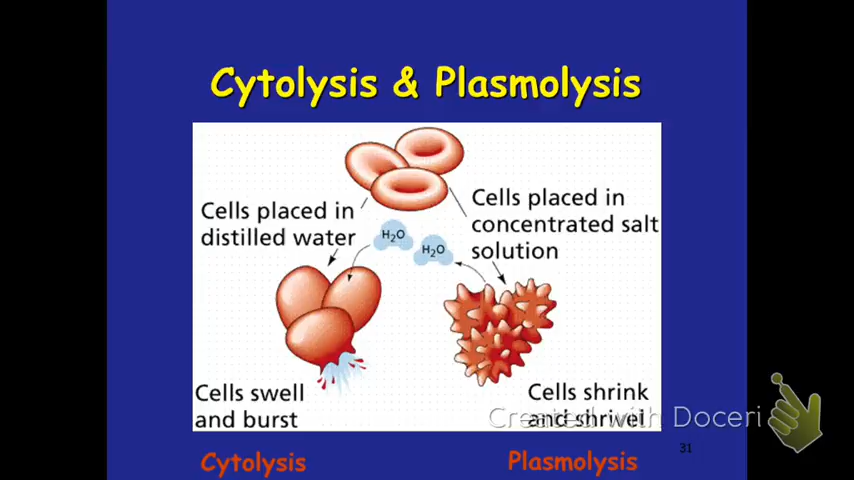 Cytolysis & Plasmolysis
Cells placed in
distilled water
Cells placed in
concentrated salt
solution
H₂O
H₂O
Cells swell
and burst
Cells shrink
and shrivel
Created with Doceri
31
Cytolysis
Plasmolysis